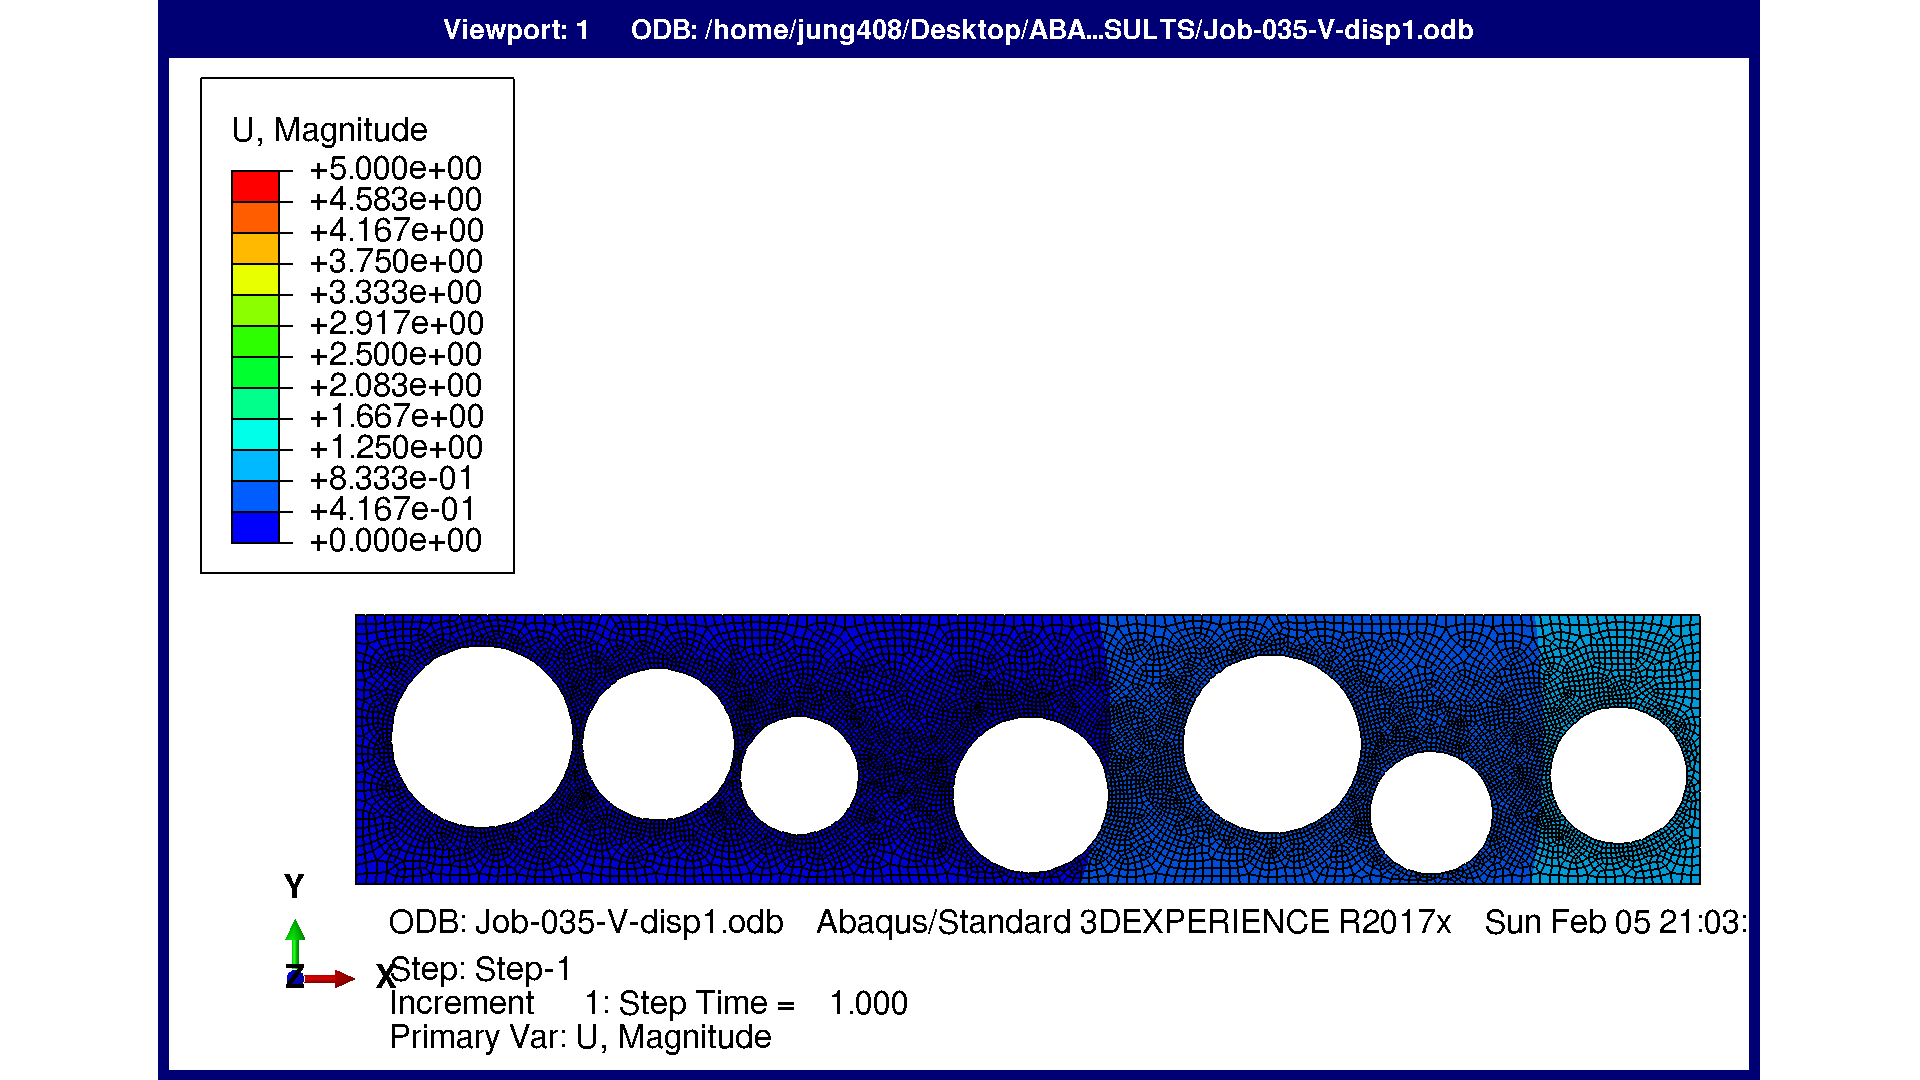 Viewport: 1 ODB: /home/jung408/Desktop/ABA...SULTS/Job-035-V-disp1.odb
U, Magnitude
+5.000e+00
+4.583e+00
+4.167e+00
+3.750e+00
+3.333e+00
+2.917e+00
+2.500e+00
+2.083e+00
+1.667e+00
+1.250e+00
+8.333e-01
+4.167e-01
+0.000e+00
Y
Z
X
ODB: Job-035-V-disp1.odb Abaqus/Standard 3DEXPERIENCE R2017x Sun Feb 05 21:03:
Step: Step-1
Increment 1: Step Time = 1.000
Primary Var: U, Magnitude